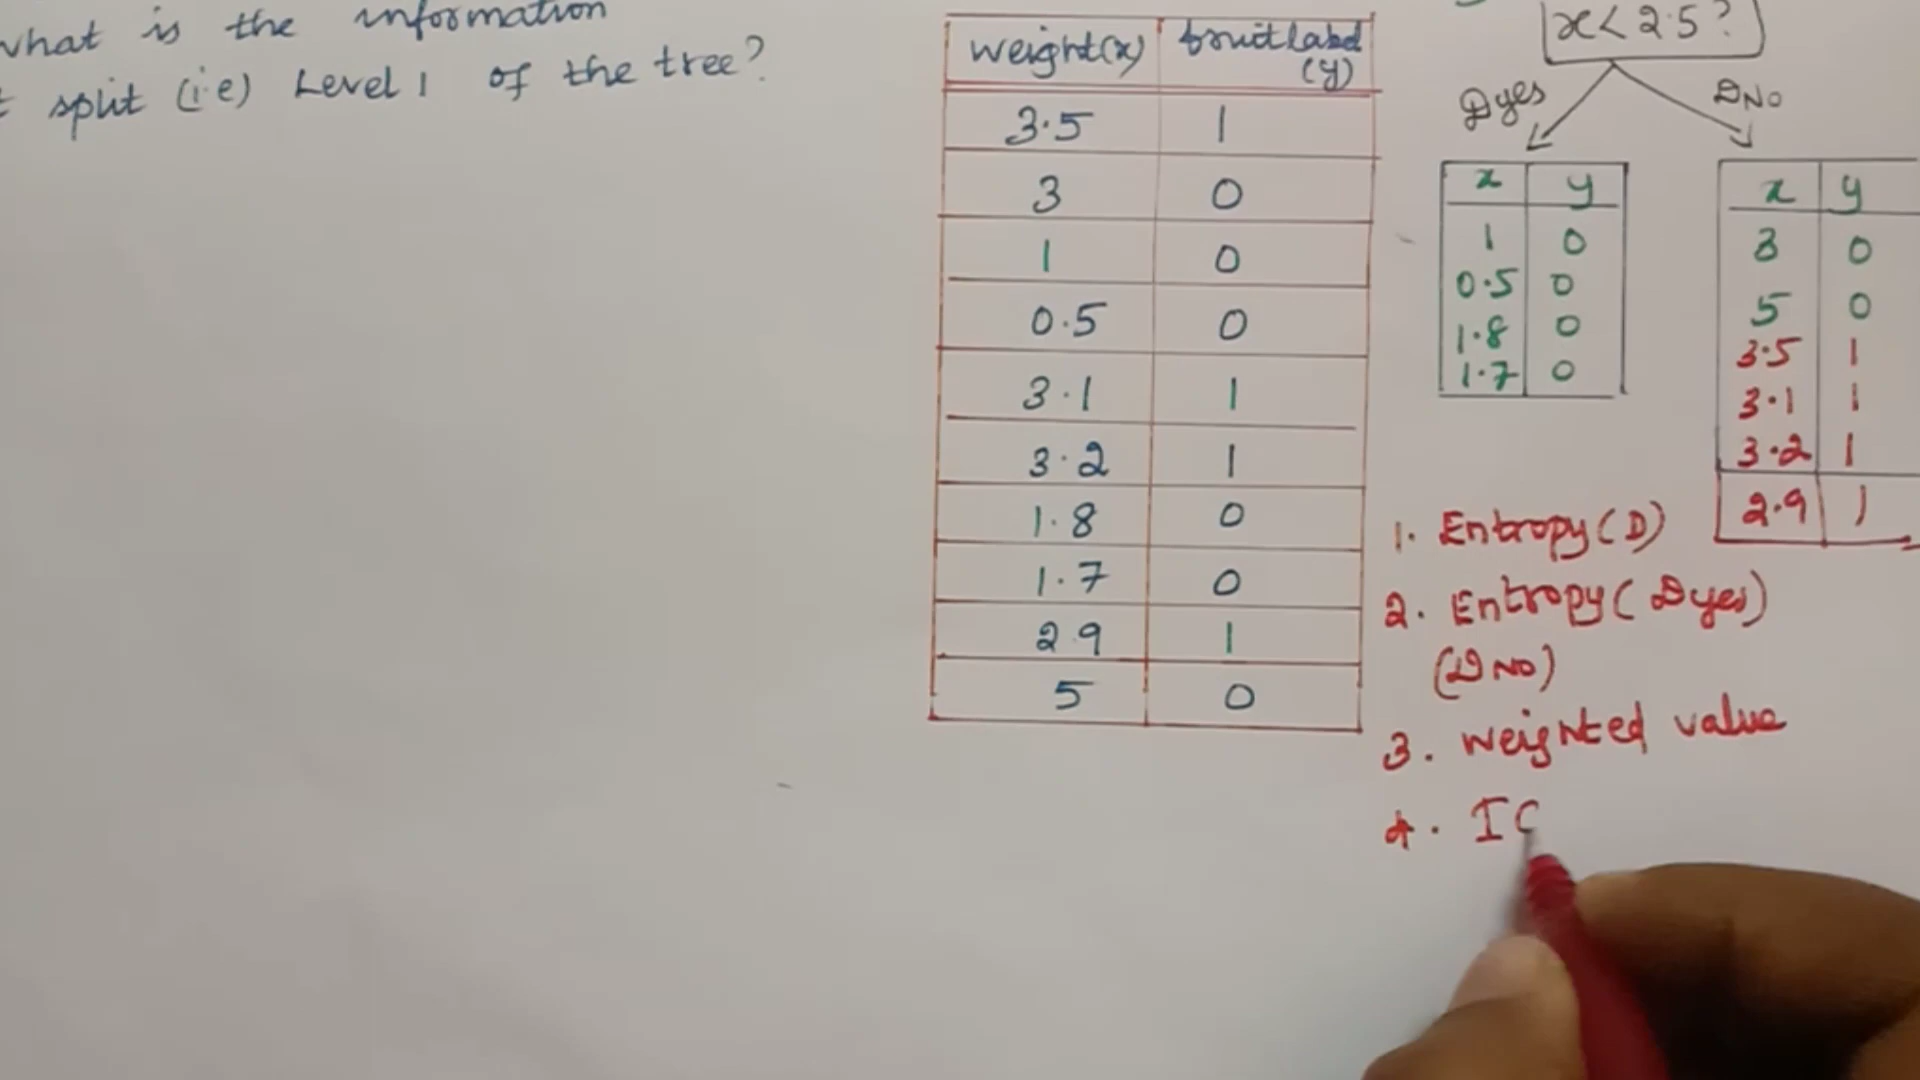 what is the information
split (i.e) Level 1 of the tree?
weight(x) fruitlabel
(y)
3.5 1
3 0
1 0
0.5 0
3.1 1
3.2 1
1.8 0
1.7 0
2.9 1
5 0
x < 2.5?
Dyes DNO
x y
1 0
0.5 0
1.8 0
1.7 0
x y
3 0
5 0
3.5 1
3.1 1
3.2 1
2.9 1
1. Entropy (D)
2. Entropy (Dyes)
(DNO)
3. weighted value
4. IG